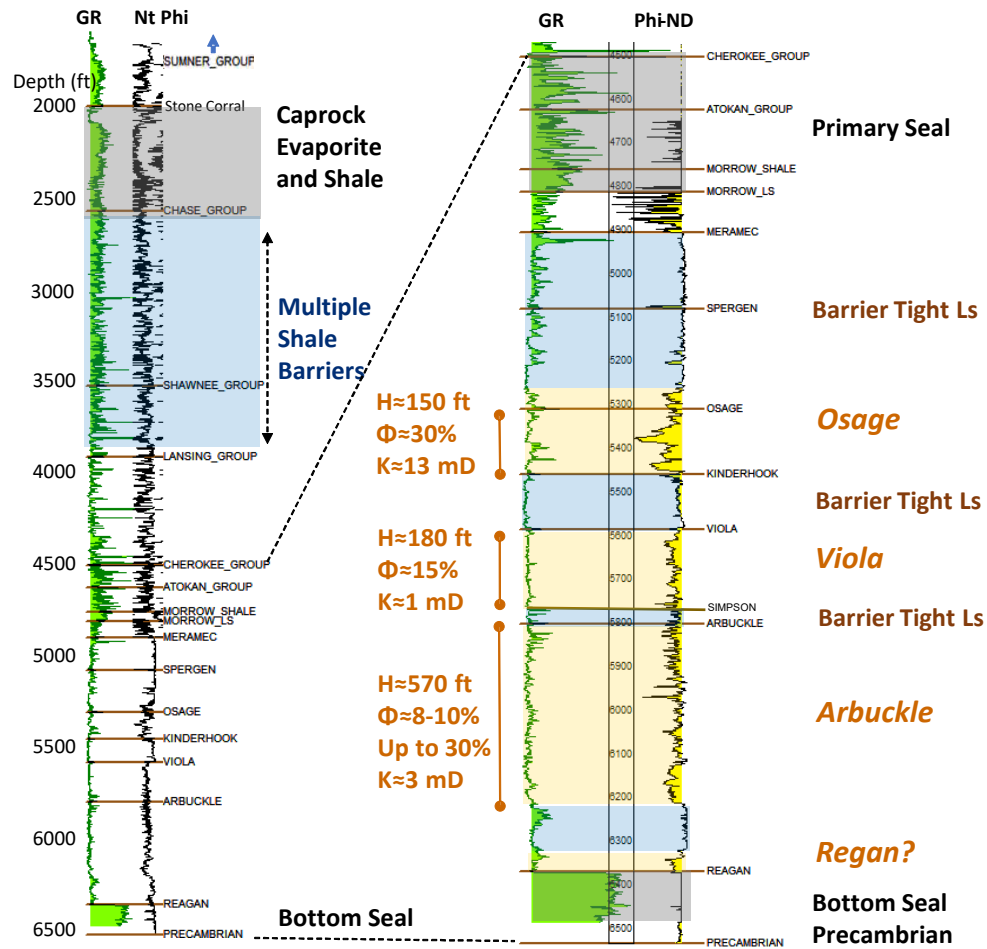 GR
Nt Phi
Depth (ft)
SUMNER_GROUP
2000
Stone Corral
Caprock
Evaporite
and Shale
2500
CHASE_GROUP
3000
Multiple
Shale
Barriers
3500
SHAWNEE_GROUP
LANSING_GROUP
4000
4500
CHEROKEE_GROUP
ATOKAN_GROUP
MORROW_SHALE
MORROW_LS
MERAMEC
5000
SPERGEN
OSAGE
KINDERHOOK
5500
VIOLA
ARBUCKLE
6000
REAGAN
6500
PRECAMBRIAN
Bottom Seal
GR
Phi-ND
4500
CHEROKEE_GROUP
4600
ATOKAN_GROUP
Primary Seal
4700
MORROW_SHALE
4800
MORROW_LS
4900
MERAMEC
5000
SPERGEN
Barrier Tight Ls
5100
5200
5300
H≈150 ft
Φ≈30%
K≈13 mD
OSAGE
Osage
5400
KINDERHOOK
5500
Barrier Tight Ls
VIOLA
5600
H≈180 ft
Φ≈15%
K≈1 mD
Viola
5700
SIMPSON
Barrier Tight Ls
5800
ARBUCKLE
5900
H≈570 ft
Φ≈8-10%
Up to 30%
K≈3 mD
Arbuckle
6000
6100
6200
6300
Regan?
REAGAN
6400
Bottom Seal
Precambrian
6500
PRECAMBRIAN